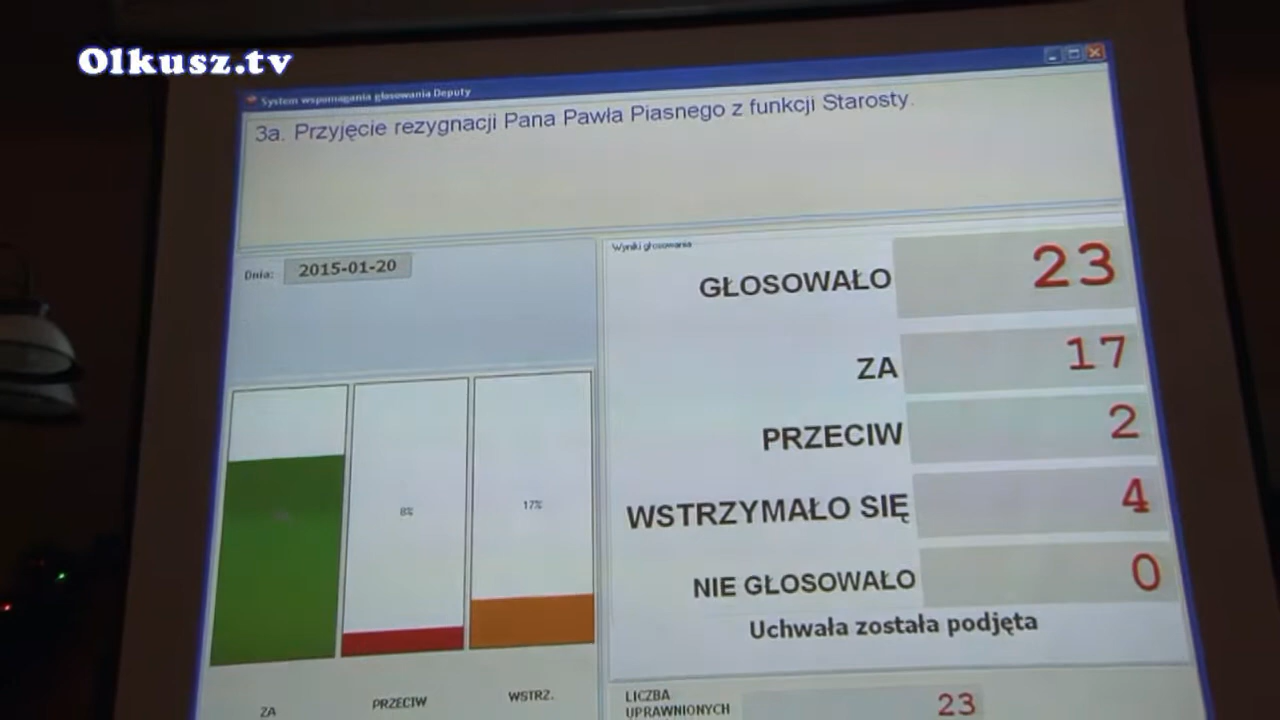 Olkusz.tv
System wspomagania głosowania Deputy
3a. Przyjęcie rezygnacji Pana Pawła Piasnego z funkcji Starosty.
Dnia: 2015-01-20
Wyniki głosowania
GŁOSOWAŁO 23
ZA 17
PRZECIW 2
WSTRZYMAŁO SIĘ 4
NIE GŁOSOWAŁO 0
Uchwała została podjęta
8%
17%
ZA PRZECIW WSTRZ.
LICZBA
UPRAWNIONYCH 23